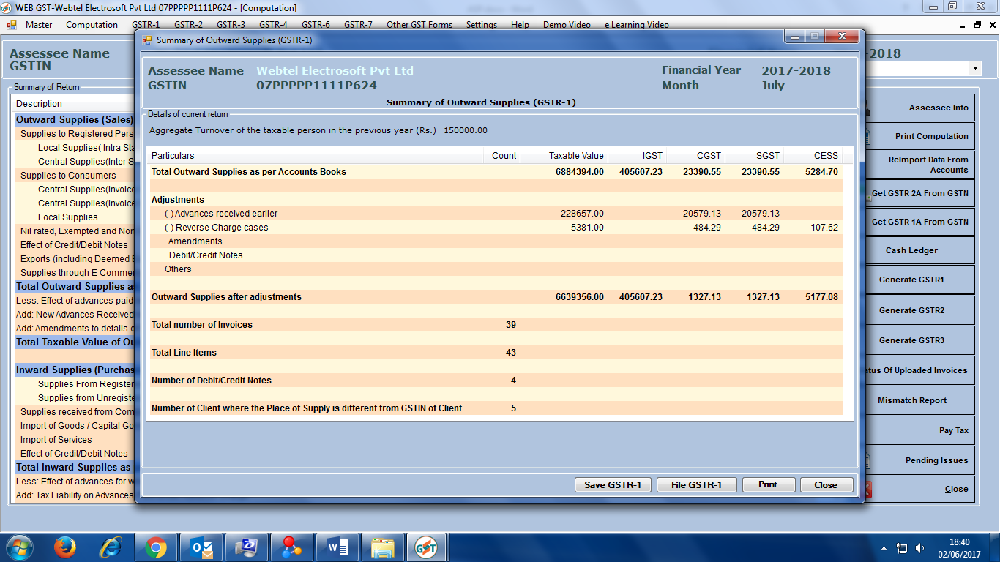 WEB GST-Webtel Electrosoft Pvt Ltd 07PPPPP1111P624 - [Computation]
Master Computation GSTR-1 GSTR-2 GSTR-3 GSTR-4 GSTR-6 GSTR-7 Other GST Forms Settings Help Demo Video e Learning Video
Assessee Name
GSTIN
-2018
Summary of Return
Description
Outward Supplies (Sales)
Supplies to Registered Pers
Local Supplies( Intra Sta
Central Supplies(Inter S
Supplies to Consumers
Central Supplies(Invoice
Central Supplies(Invoice
Local Supplies
Nil rated, Exempted and Non
Effect of Credit/Debit Notes
Exports (including Deemed E
Supplies through E Comme
Total Outward Supplies a
Less: Effect of advances paid
Add: New Advances Received
Add: Amendments to details o
Total Taxable Value of Ou
Inward Supplies (Purchas
Supplies From Register
Supplies from Unregiste
Supplies received from Com
Import of Goods / Capital Go
Import of Services
Effect of Credit/Debit Notes
Total Inward Supplies as
Less: Effect of advances for w
Add: Tax Liability on Advances
Summary of Outward Supplies (GSTR-1)
Assessee Name Webtel Electrosoft Pvt Ltd Financial Year 2017-2018
GSTIN 07PPPPP1111P624 Month July
Summary of Outward Supplies (GSTR-1)
Details of current return
Aggregate Turnover of the taxable person in the previous year (Rs.) 150000.00
Particulars Count Taxable Value IGST CGST SGST CESS
Total Outward Supplies as per Accounts Books 6884394.00 405607.23 23390.55 23390.55 5284.70
Adjustments
(-) Advances received earlier 228657.00 20579.13 20579.13
(-) Reverse Charge cases 5381.00 484.29 484.29 107.62
Amendments
Debit/Credit Notes
Others
Outward Supplies after adjustments 6639356.00 405607.23 1327.13 1327.13 5177.08
Total number of Invoices 39
Total Line Items 43
Number of Debit/Credit Notes 4
Number of Client where the Place of Supply is different from GSTIN of Client 5
Save GSTR-1 File GSTR-1 Print Close
Assessee Info
Print Computation
ReImport Data From
Accounts
Get GSTR 2A From GSTN
Get GSTR 1A From GSTN
Cash Ledger
Generate GSTR1
Generate GSTR2
Generate GSTR3
atus Of Uploaded Invoices
Mismatch Report
Pay Tax
Pending Issues
Close
GST
18:40
02/06/2017